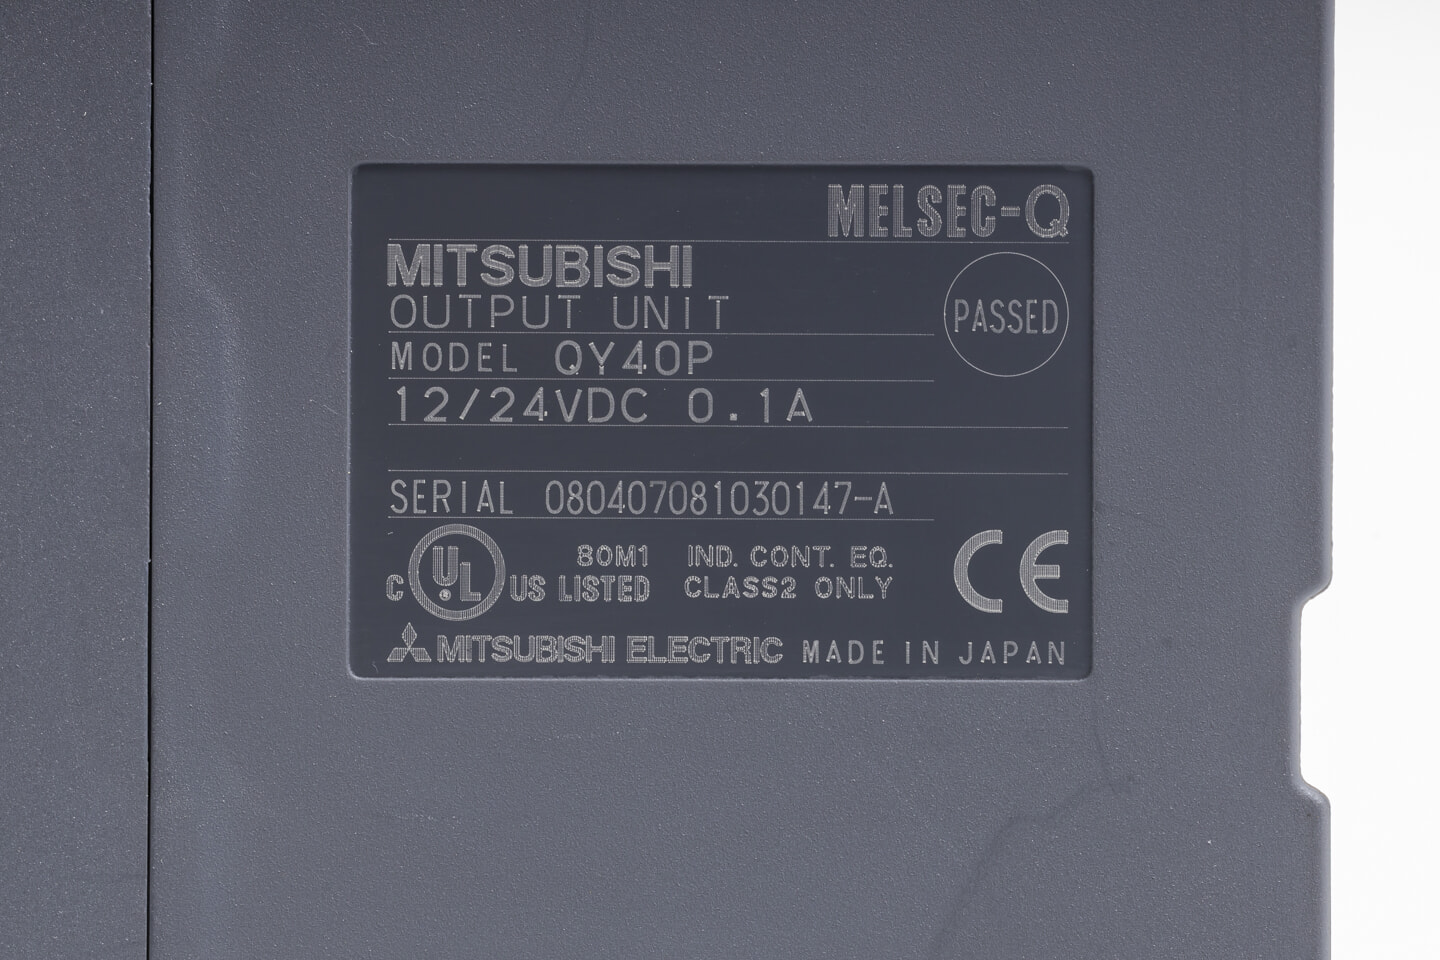 MELSEC-Q
MITSUBISHI
OUTPUT UNIT
PASSED
MODEL QY40P
12/24VDC 0.1A
SERIAL 080407081030147-A
C UL US LISTED
80M1 IND. CONT. EQ.
CLASS2 ONLY
CE
MITSUBISHI ELECTRIC MADE IN JAPAN